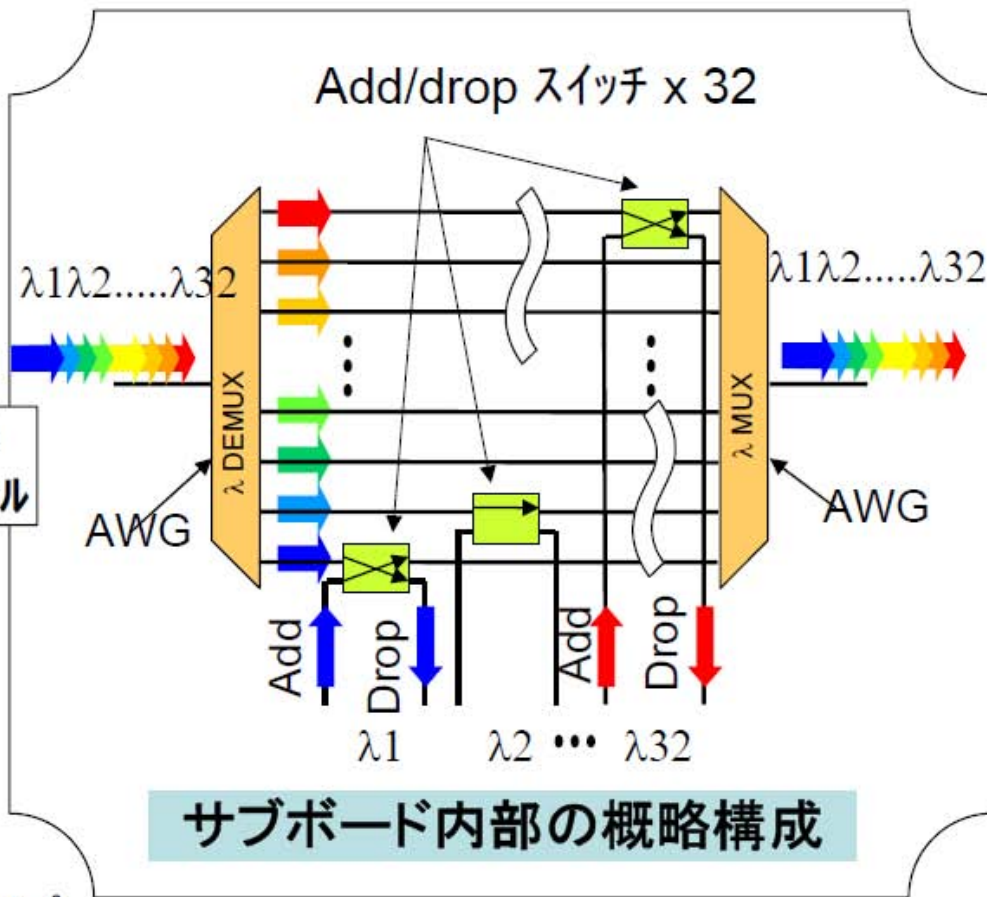 Add/drop スイッチ x 32
λ1λ2.....λ32
λ1λ2.....λ32
λ DEMUX
λ MUX
ル
AWG
AWG
Add
Drop
Add
Drop
λ1
λ2 ••• λ32
サブボード内部の概略構成